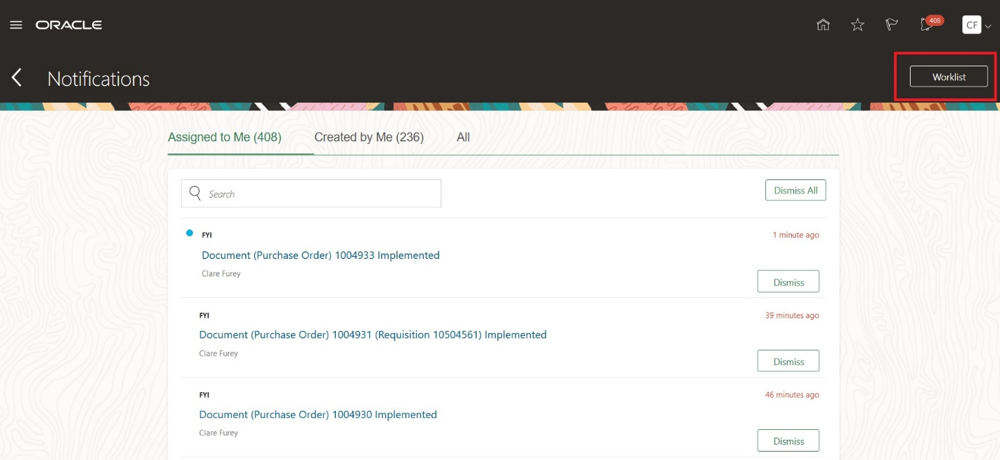 ORACLE
408
CF
Notifications
Worklist
Assigned to Me (408) Created by Me (236) All
Search
Dismiss All
FYI
1 minute ago
Document (Purchase Order) 1004933 Implemented
Clare Furey
Dismiss
FYI
39 minutes ago
Document (Purchase Order) 1004931 (Requisition 10504561) Implemented
Clare Furey
Dismiss
FYI
46 minutes ago
Document (Purchase Order) 1004930 Implemented
Clare Furey
Dismiss